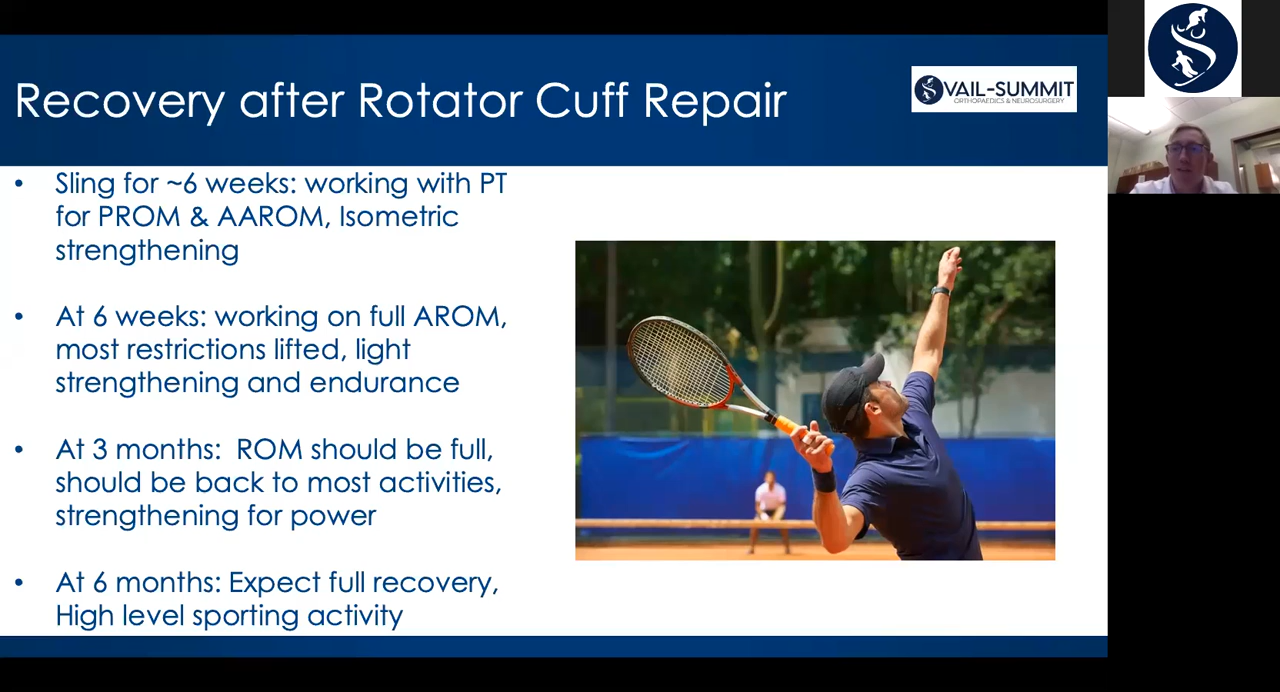 Recovery after Rotator Cuff Repair
VAIL-SUMMIT
ORTHOPAEDICS & NEUROSURGERY
• Sling for ~6 weeks: working with PT
for PROM & AAROM, Isometric
strengthening
• At 6 weeks: working on full AROM,
most restrictions lifted, light
strengthening and endurance
• At 3 months:  ROM should be full,
should be back to most activities,
strengthening for power
• At 6 months: Expect full recovery,
High level sporting activity